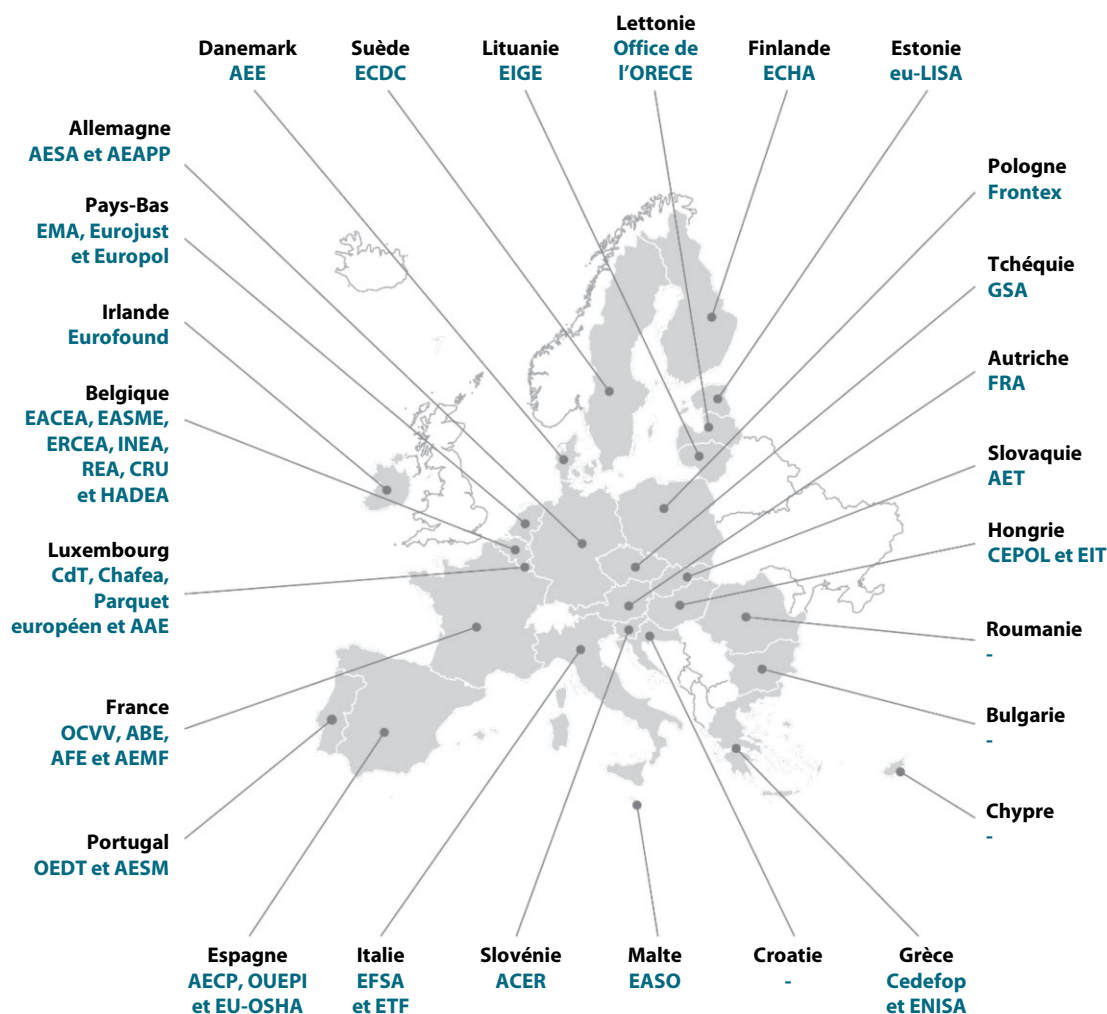 Danemark
AEE
Suède
ECDC
Lituanie
EIGE
Lettonie
Office de
l'ORECE
Finlande
ECHA
Estonie
eu-LISA
Allemagne
AESA et AEAPP
Pays-Bas
EMA, Eurojust
et Europol
Irlande
Eurofound
Belgique
EACEA, EASME,
ERCEA, INEA,
REA, CRU
et HADEA
Luxembourg
CdT, Chafea,
Parquet
européen et AAE
France
OCVV, ABE,
AFE et AEMF
Portugal
OEDT et AESM
Pologne
Frontex
Tchéquie
GSA
Autriche
FRA
Slovaquie
AET
Hongrie
CEPOL et EIT
Roumanie
-
Bulgarie
-
Chypre
-
Espagne
AECP, OUEPI
et EU-OSHA
Italie
EFSA
et ETF
Slovénie
ACER
Malte
EASO
Croatie
-
Grèce
Cedefop
et ENISA